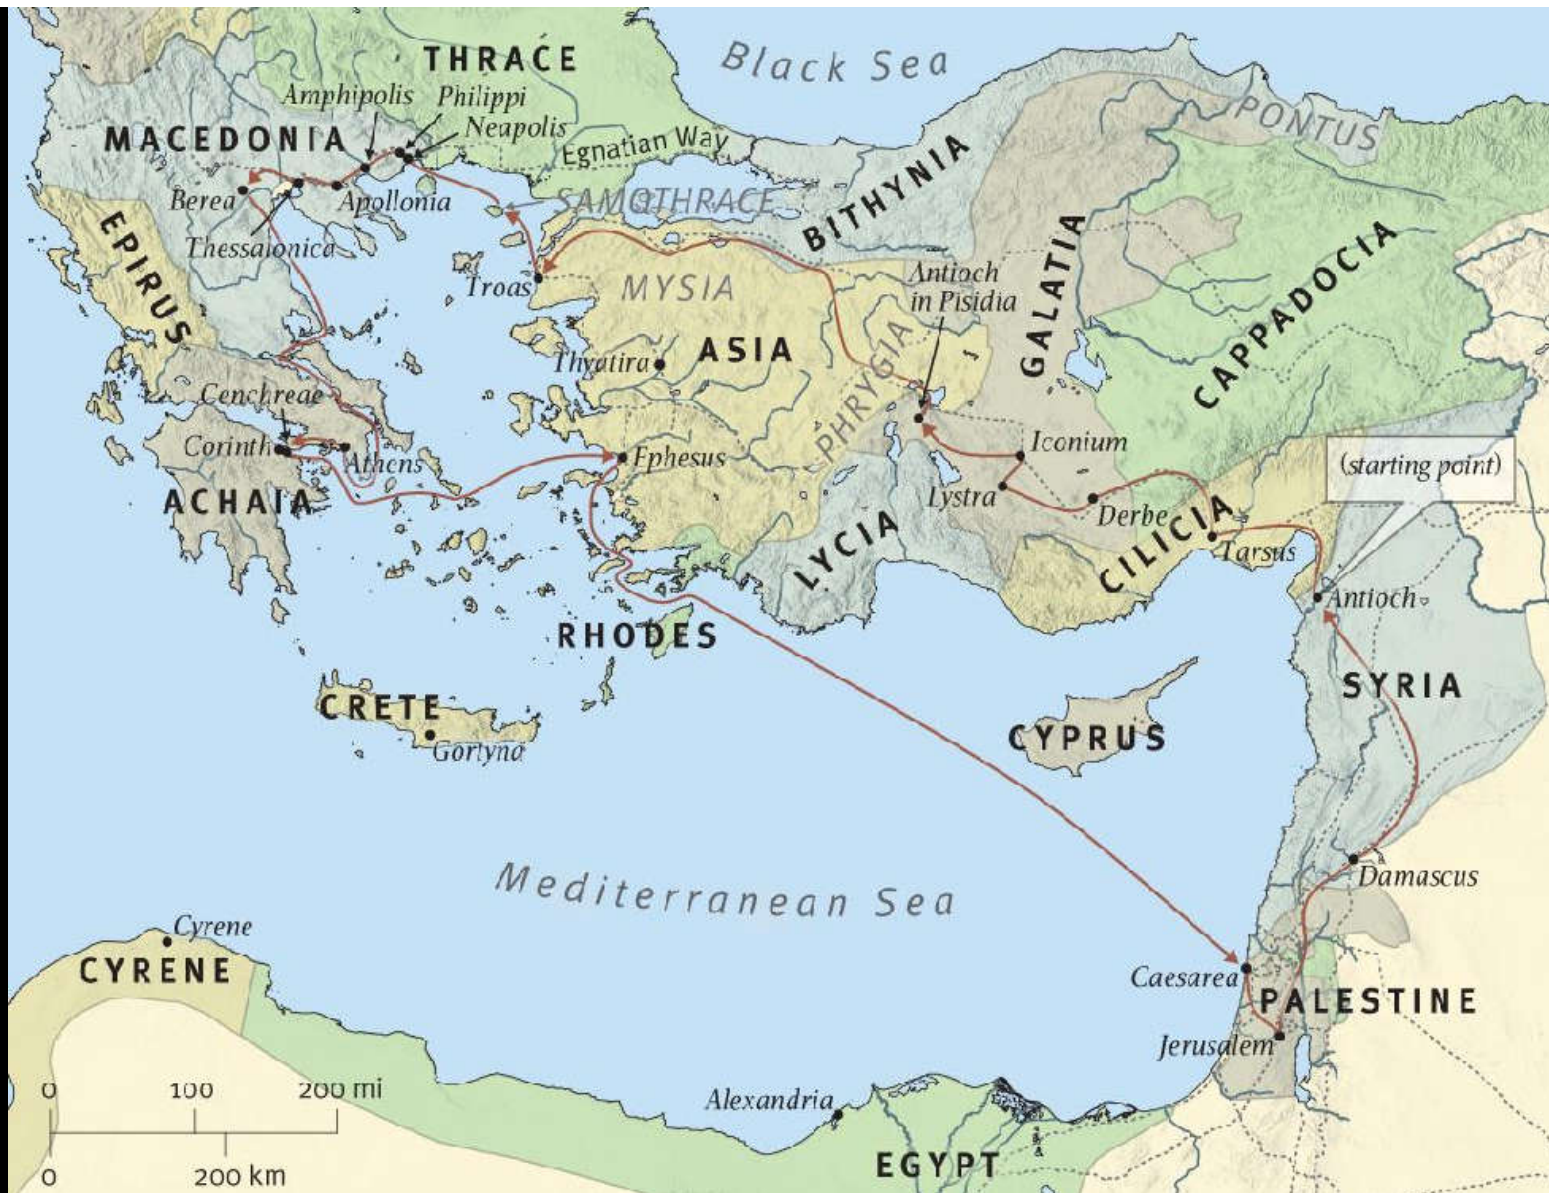 Black Sea
THRACE
Amphipolis
Philippi
Neapolis
MACEDONIA
Egnatian Way
PONTUS
BITHYNIA
Berea
Apollonia
SAMOTHRACE
Thessalonica
EPIRUS
GALATIA
CAPPADOCIA
Antioch
in Pisidia
Troas
MYSIA
ASIA
Thyatira
PHRYGIA
Cenchreae
Corinth
Athens
ACHAIA
Ephesus
Iconium
Lystra
Derbe
(starting point)
LYCIA
CILICIA
Tarsus
Antioch
RHODES
SYRIA
CRETE
Gortyna
CYPRUS
Mediterranean Sea
Damascus
Cyrene
CYRENE
Caesarea
PALESTINE
Jerusalem
0 100 200 mi
Alexandria
EGYPT
0 200 km